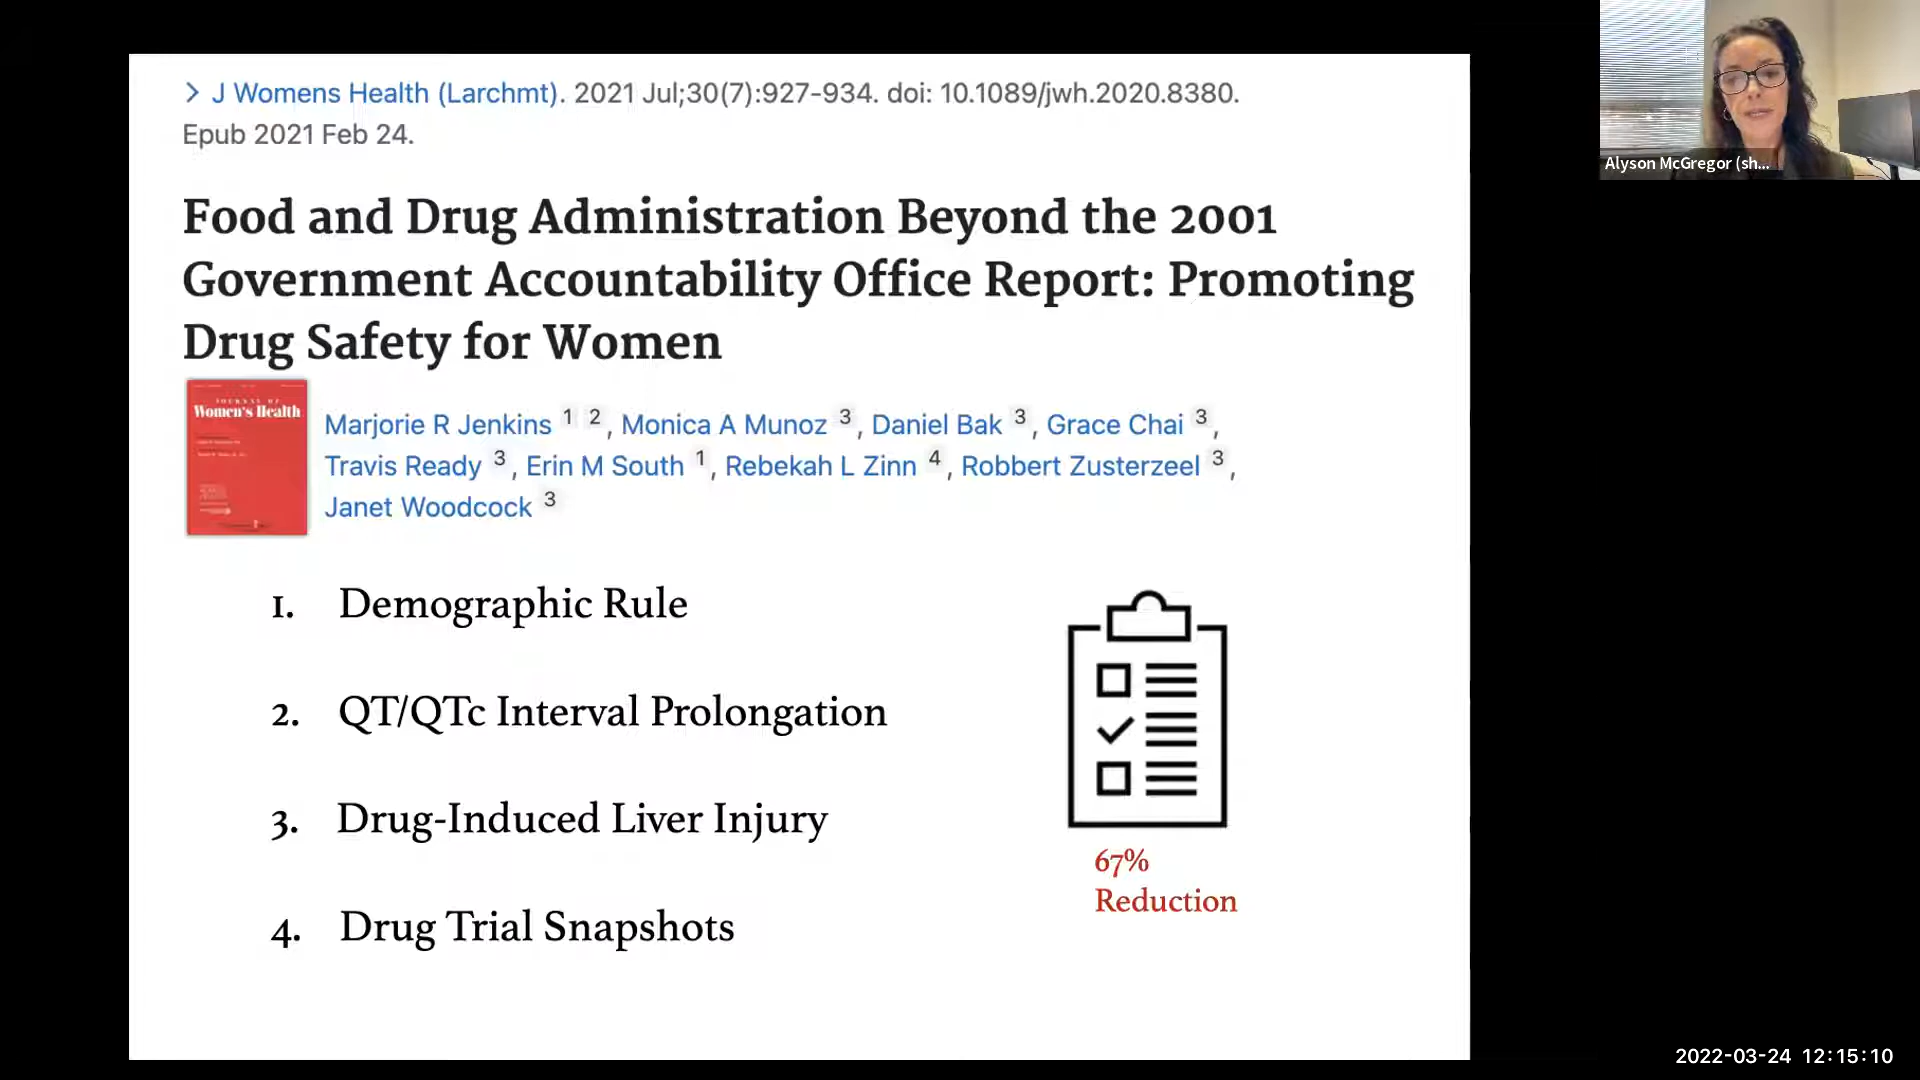 > J Womens Health (Larchmt). 2021 Jul;30(7):927-934. doi: 10.1089/jwh.2020.8380.
Epub 2021 Feb 24.
Food and Drug Administration Beyond the 2001
Government Accountability Office Report: Promoting
Drug Safety for Women
JOURNAL OF
Women's Health
Marjorie R Jenkins 1 2, Monica A Munoz 3, Daniel Bak 3, Grace Chai 3,
Travis Ready 3, Erin M South 1, Rebekah L Zinn 4, Robbert Zusterzeel 3,
Janet Woodcock 3
1. Demographic Rule
2. QT/QTc Interval Prolongation
3. Drug-Induced Liver Injury
4. Drug Trial Snapshots
67%
Reduction
Alyson McGregor (sh...
2022-03-24 12:15:10